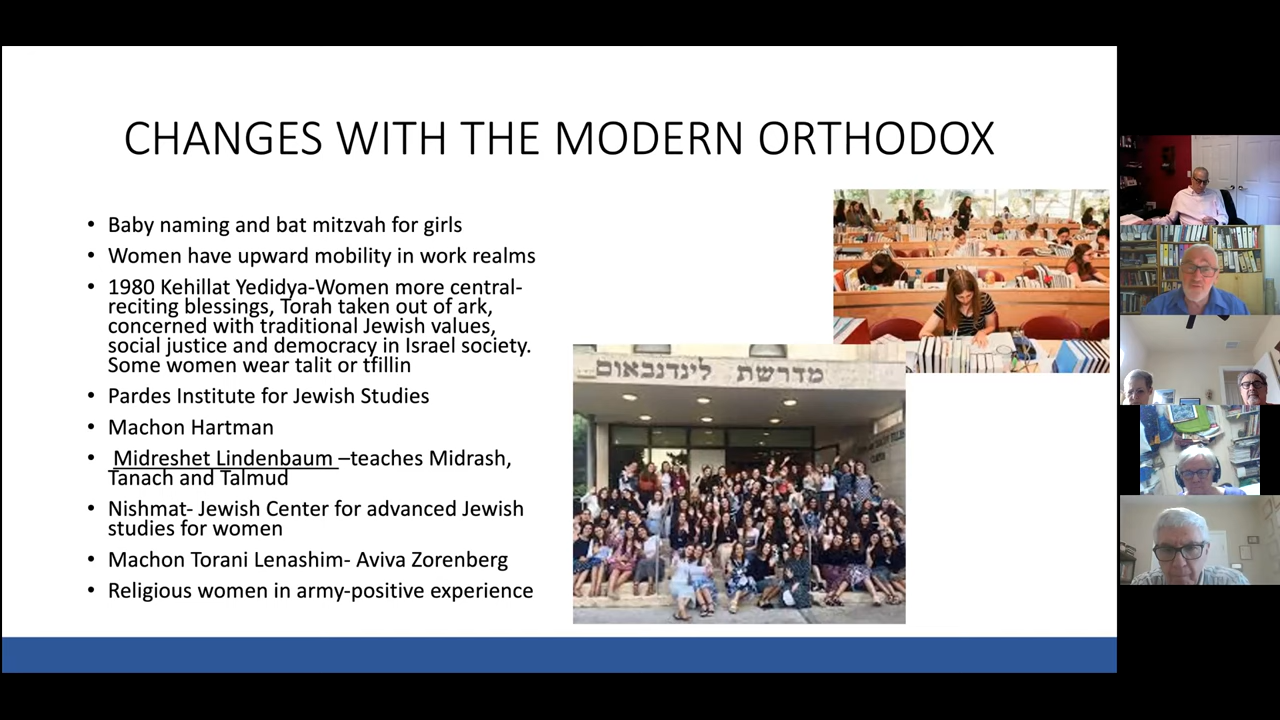 CHANGES WITH THE MODERN ORTHODOX
• Baby naming and bat mitzvah for girls
• Women have upward mobility in work realms
• 1980 Kehillat Yedidya-Women more central-
reciting blessings, Torah taken out of ark,
concerned with traditional Jewish values,
social justice and democracy in Israel society.
Some women wear talit or tfillin
• Pardes Institute for Jewish Studies
• Machon Hartman
• Midreshet Lindenbaum –teaches Midrash,
Tanach and Talmud
• Nishmat- Jewish Center for advanced Jewish
studies for women
• Machon Torani Lenashim- Aviva Zorenberg
• Religious women in army-positive experience
מדרשת לינדנבאום